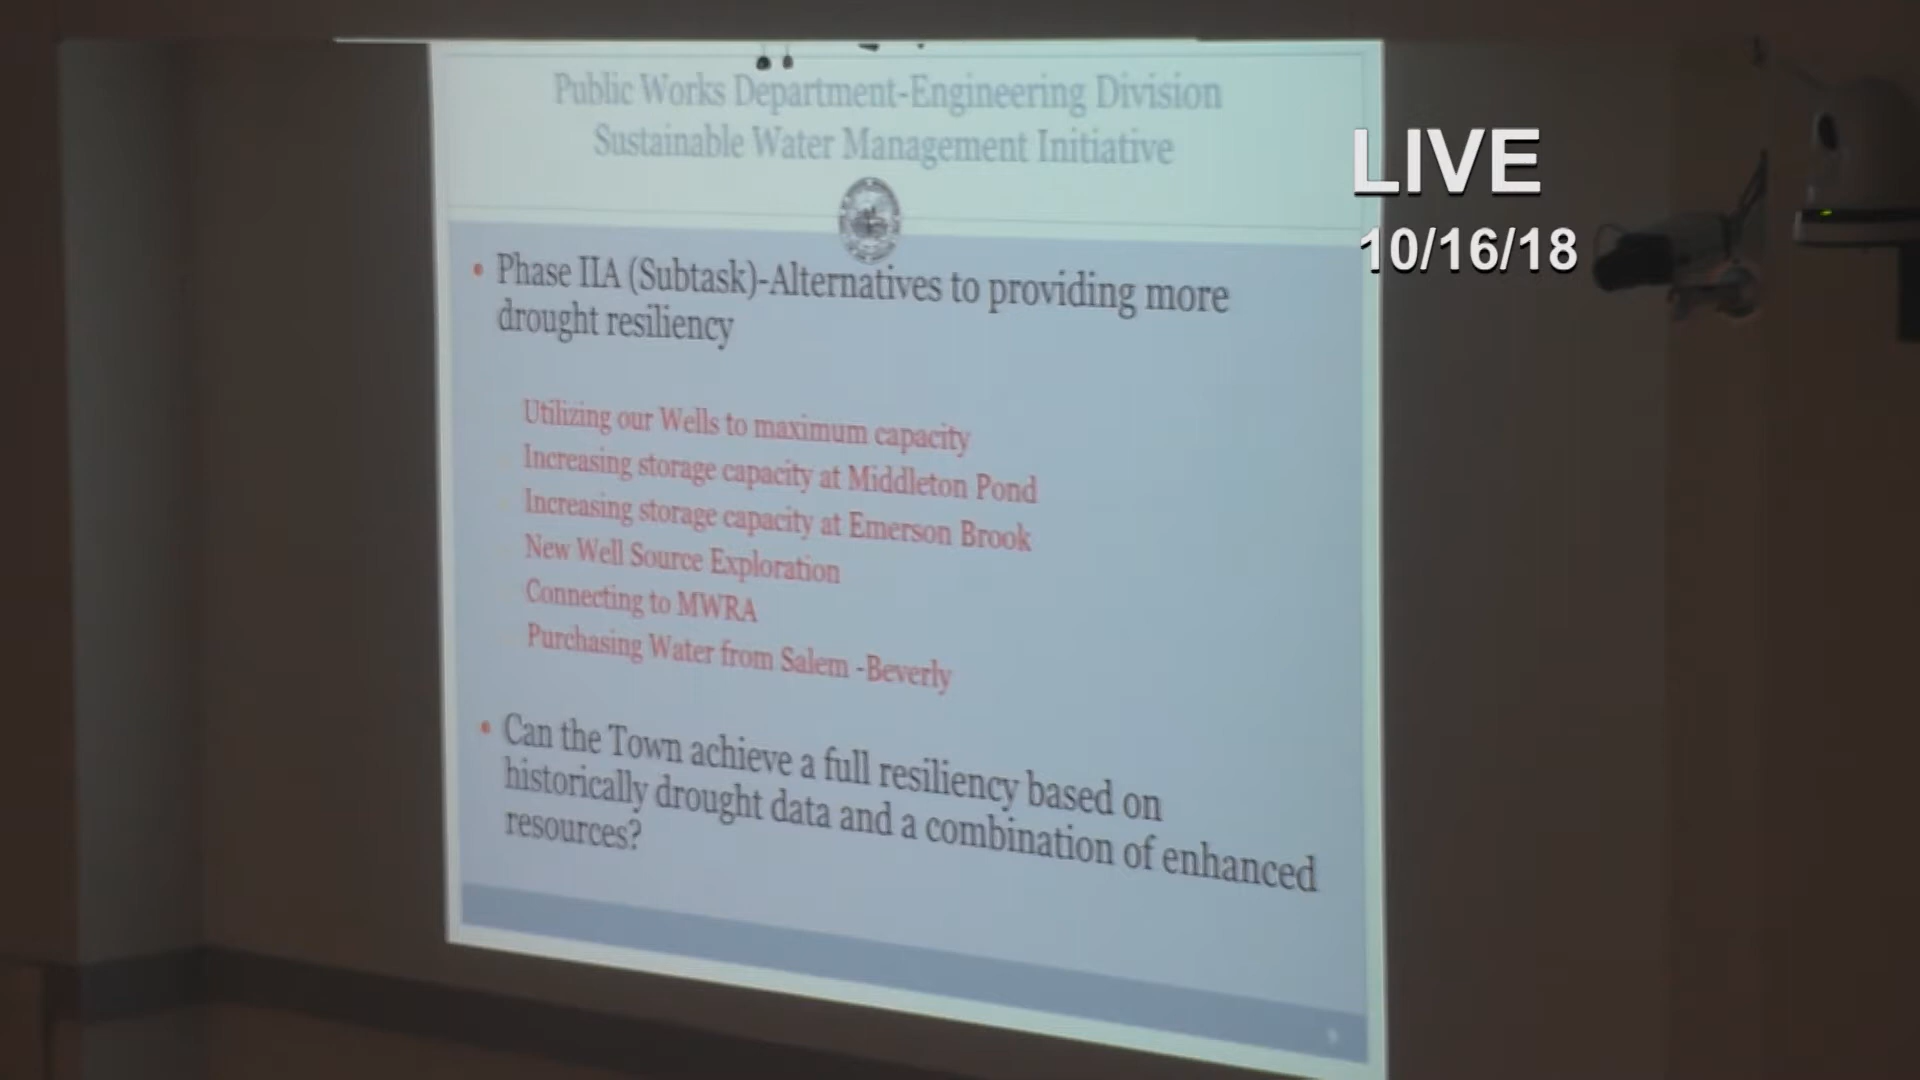 Public Works Department-Engineering Division
Sustainable Water Management Initiative
LIVE
10/16/18
• Phase IIA (Subtask)-Alternatives to providing more
drought resiliency
Utilizing our Wells to maximum capacity
Increasing storage capacity at Middleton Pond
Increasing storage capacity at Emerson Brook
New Well Source Exploration
Connecting to MWRA
Purchasing Water from Salem -Beverly
• Can the Town achieve a full resiliency based on
historically drought data and a combination of enhanced
resources?